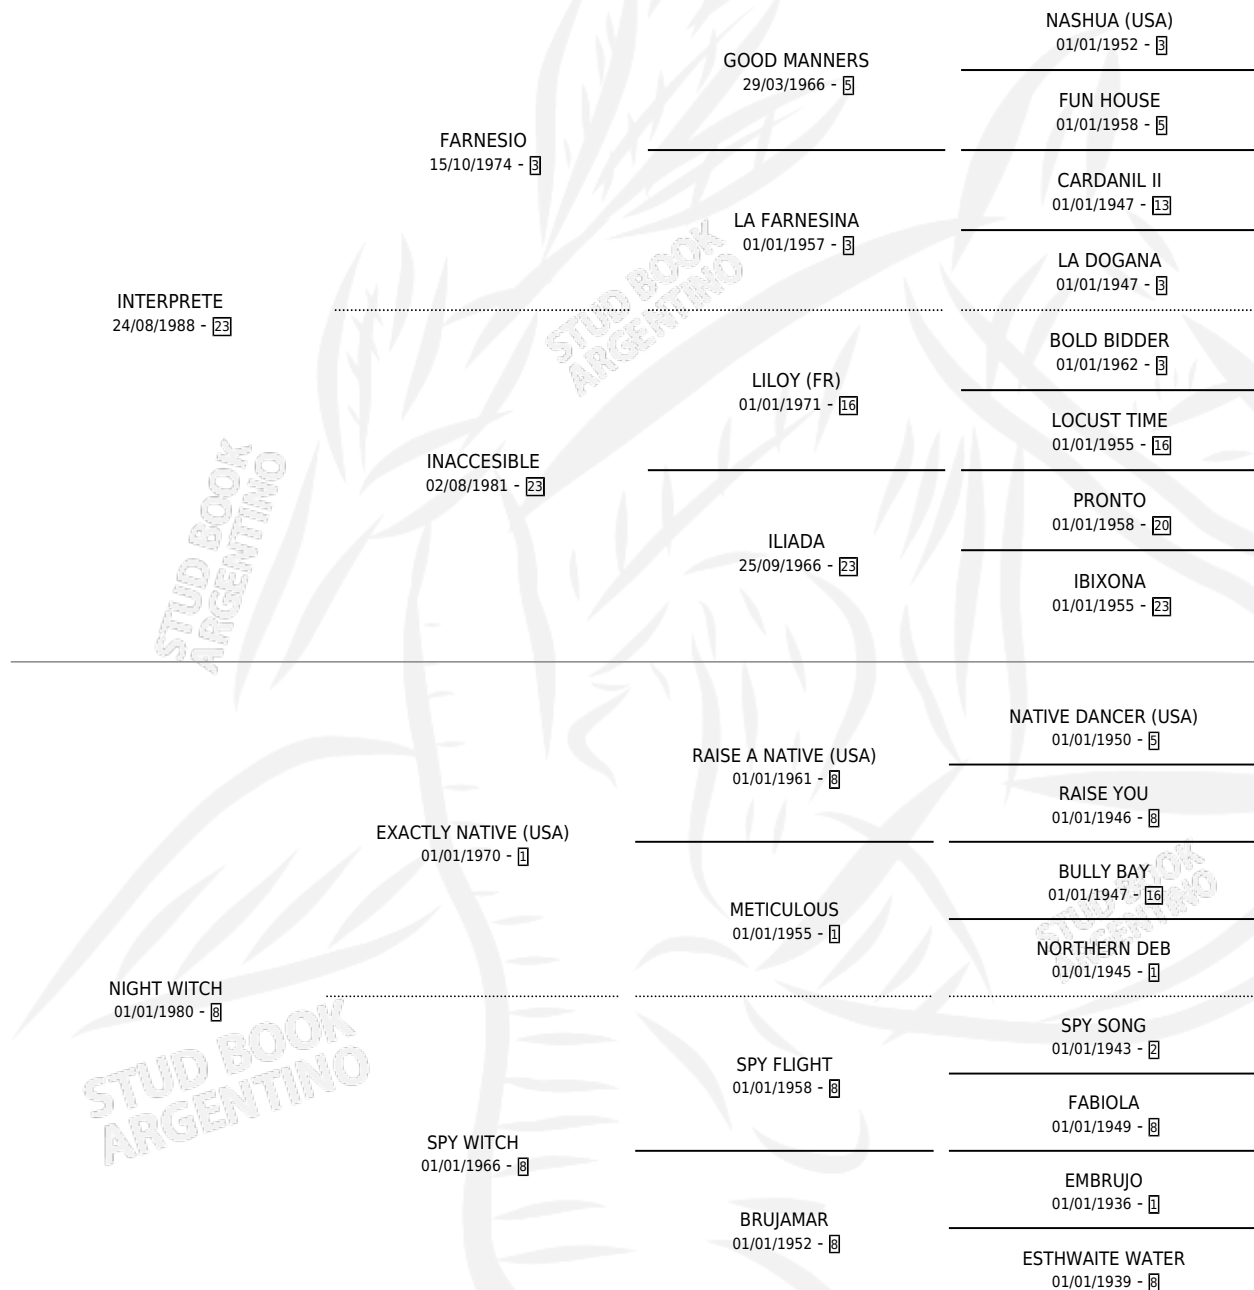 NASHUA (USA)
01/01/1952 - 3
GOOD MANNERS
29/03/1966 - 5
FUN HOUSE
01/01/1958 - 5
FARNESIO
15/10/1974 - 3
CARDANIL II
01/01/1947 - 13
LA FARNESINA
01/01/1957 - 3
LA DOGANA
01/01/1947 - 3
INTERPRETE
24/08/1988 - 23
BOLD BIDDER
01/01/1962 - 3
LILOY (FR)
01/01/1971 - 16
LOCUST TIME
01/01/1955 - 16
INACCESIBLE
02/08/1981 - 23
PRONTO
01/01/1958 - 20
ILIADA
25/09/1966 - 23
IBIXONA
01/01/1955 - 23
NATIVE DANCER (USA)
01/01/1950 - 5
RAISE A NATIVE (USA)
01/01/1961 - 8
RAISE YOU
01/01/1946 - 8
EXACTLY NATIVE (USA)
01/01/1970 - 1
BULLY BAY
01/01/1947 - 16
METICULOUS
01/01/1955 - 1
NORTHERN DEB
01/01/1945 - 1
NIGHT WITCH
01/01/1980 - 8
SPY SONG
01/01/1943 - 2
SPY FLIGHT
01/01/1958 - 8
FABIOLA
01/01/1949 - 8
SPY WITCH
01/01/1966 - 8
EMBRUJO
01/01/1936 - 1
BRUJAMAR
01/01/1952 - 8
ESTHWAITE WATER
01/01/1939 - 8
STUD BOOK
ARGENTINO
STUD BOOK
ARGENTINO
STUD BOOK
ARGENTINO
STUD BOOK
ARGENTINO